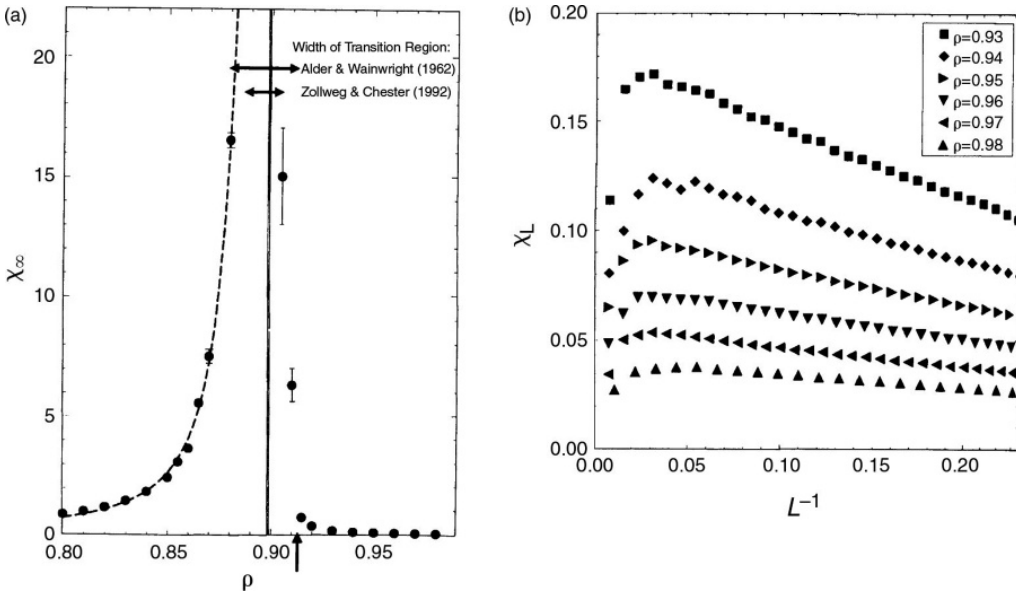 (a)
20
15
10
5
0
χ∞
0.80
0.85
0.90
0.95
ρ
Width of Transition Region:
Alder & Wainwright (1962)
Zollweg & Chester (1992)
(b)
0.20
0.15
0.10
0.05
0.00
χL
0.00
0.05
0.10
0.15
0.20
L⁻¹
ρ=0.93
ρ=0.94
ρ=0.95
ρ=0.96
ρ=0.97
ρ=0.98